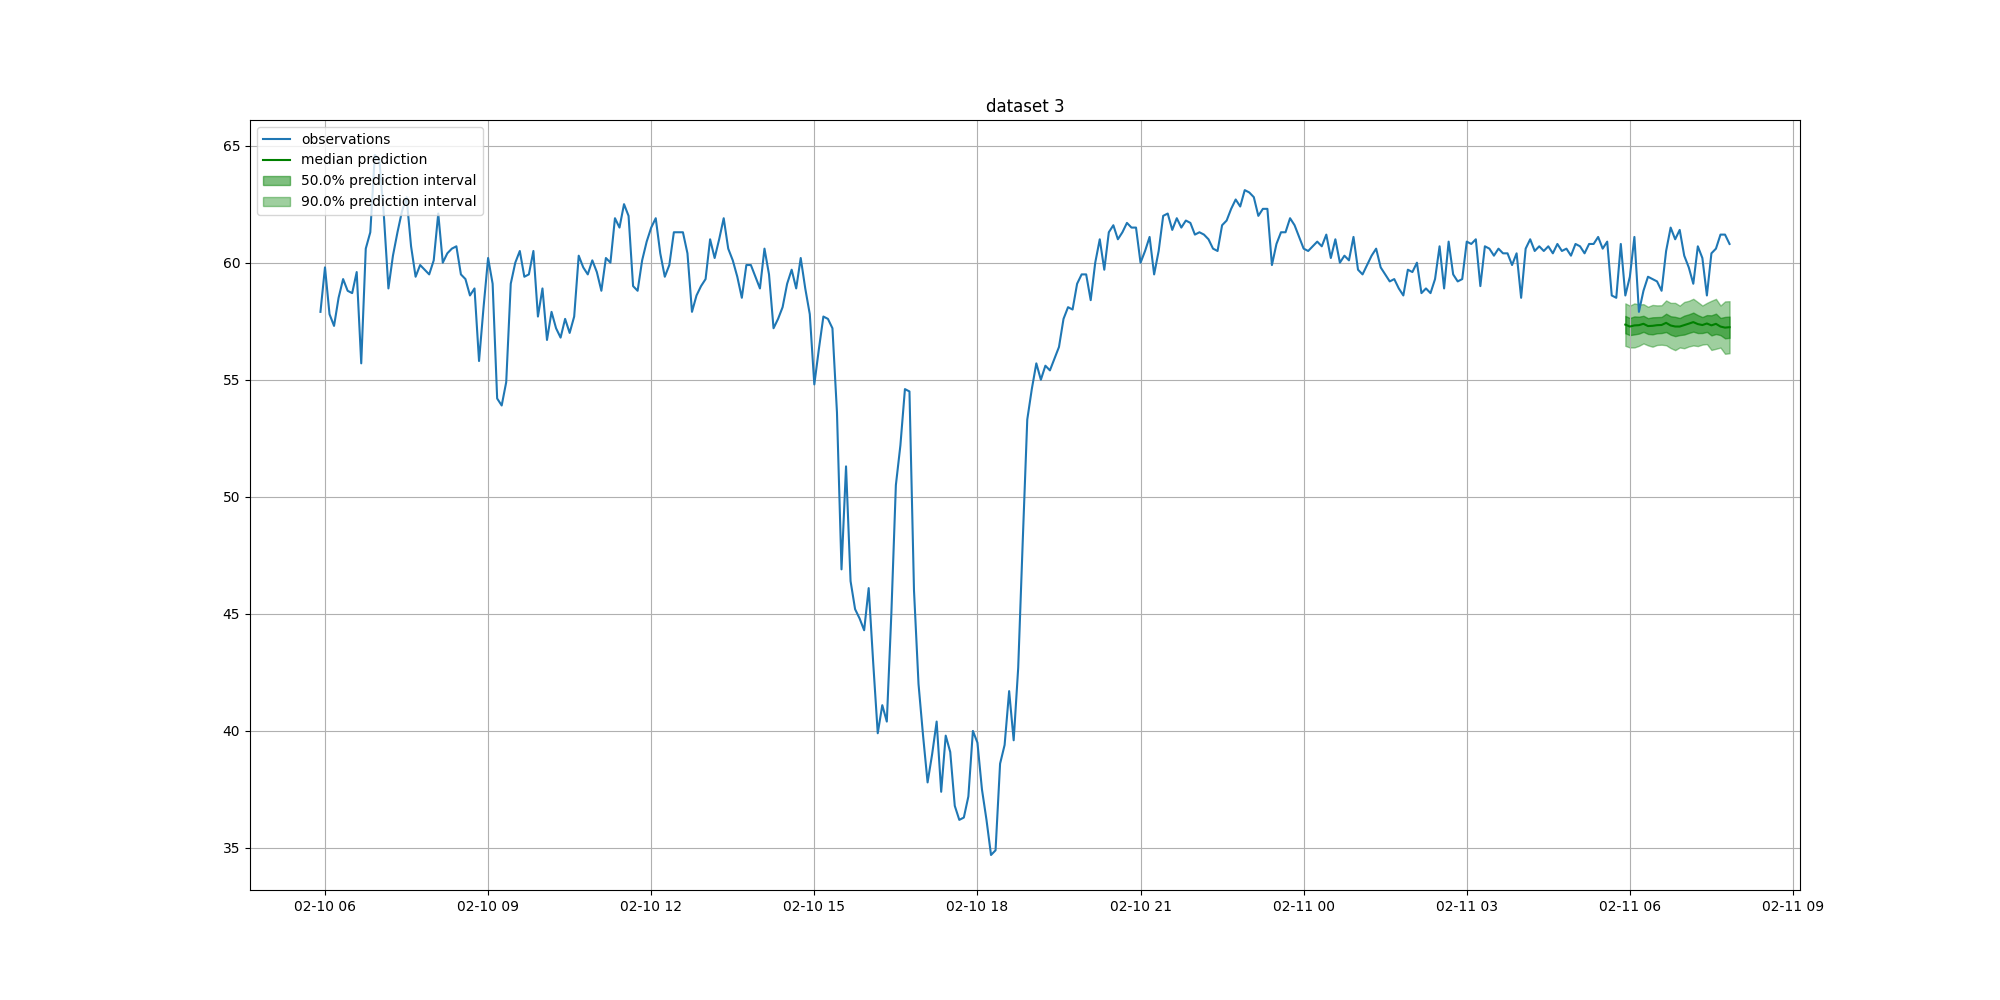 dataset 3
observations
median prediction
50.0% prediction interval
90.0% prediction interval
65
60
55
50
45
40
35
02-10 06 02-10 09 02-10 12 02-10 15 02-10 18 02-10 21 02-11 00 02-11 03 02-11 06 02-11 09